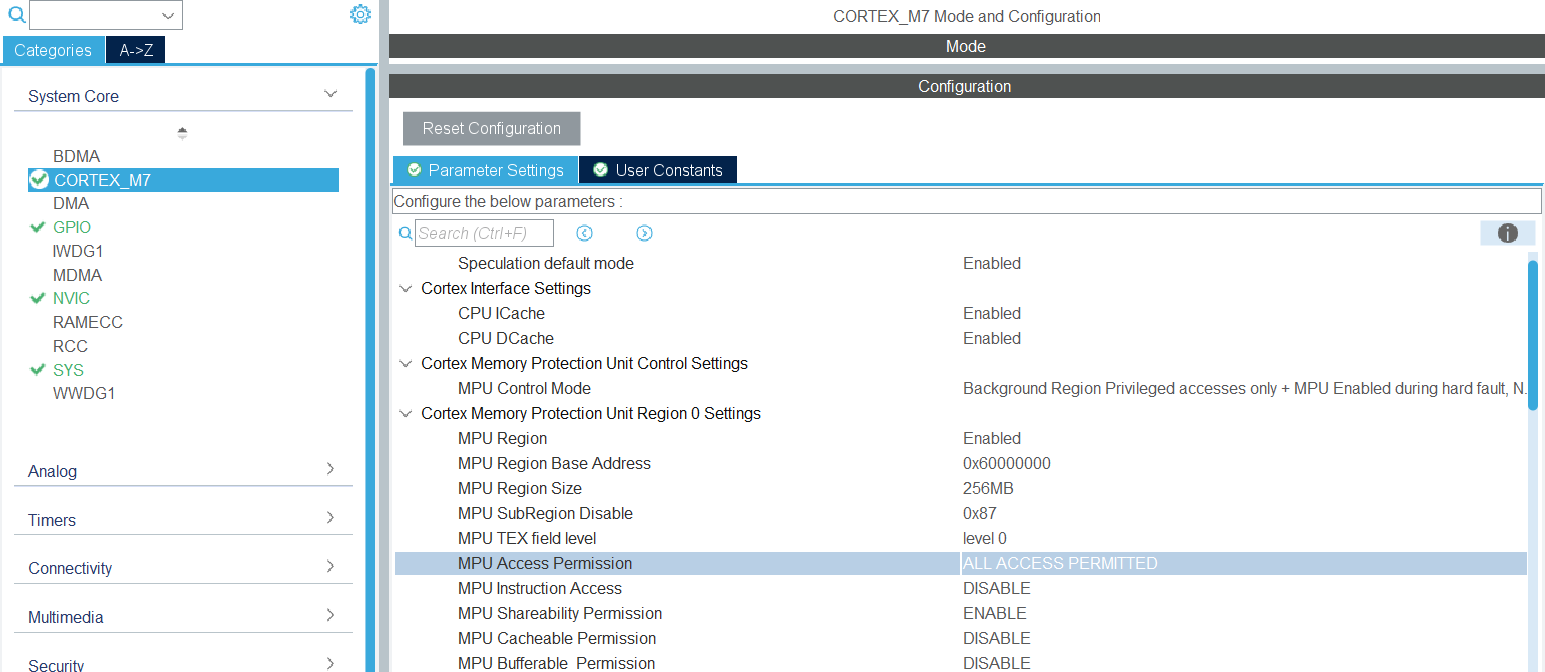 Categories
A->Z
System Core
BDMA
CORTEX_M7
DMA
GPIO
IWDG1
MDMA
NVIC
RAMECC
RCC
SYS
WWDG1
Analog
Timers
Connectivity
Multimedia
Security
CORTEX_M7 Mode and Configuration
Mode
Configuration
Reset Configuration
Parameter Settings
User Constants
Configure the below parameters :
Search (Ctrl+F)
Speculation default mode Enabled
Cortex Interface Settings
CPU ICache Enabled
CPU DCache Enabled
Cortex Memory Protection Unit Control Settings
MPU Control Mode Background Region Privileged accesses only + MPU Enabled during hard fault, N.
Cortex Memory Protection Unit Region 0 Settings
MPU Region Enabled
MPU Region Base Address 0x60000000
MPU Region Size 256MB
MPU SubRegion Disable 0x87
MPU TEX field level level 0
MPU Access Permission ALL ACCESS PERMITTED
MPU Instruction Access DISABLE
MPU Shareability Permission ENABLE
MPU Cacheable Permission DISABLE
MPU Bufferable Permission DISABLE